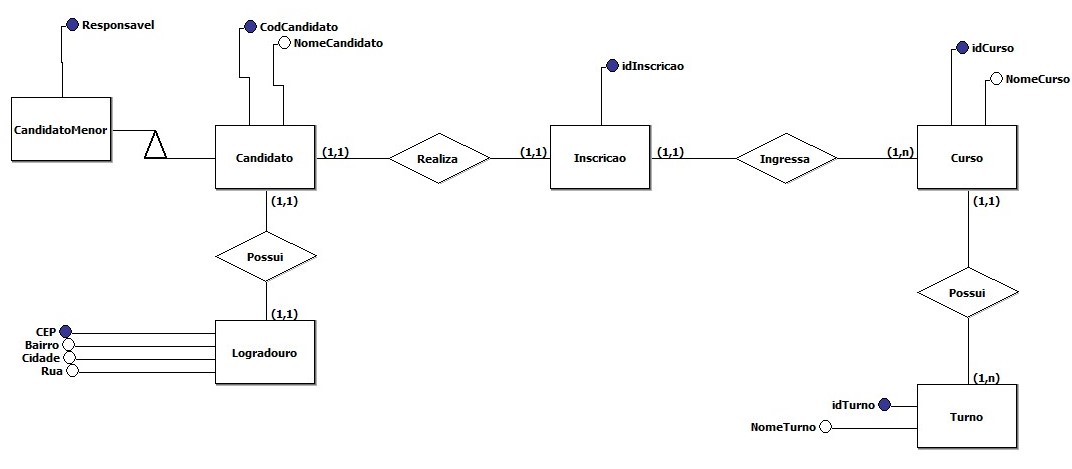 Responsavel
CodCandidato
NomeCandidato
idInscricao
idCurso
NomeCurso
CandidatoMenor
Candidato
(1,1)
Realiza
(1,1)
Inscricao
(1,1)
Ingressa
(1,n)
Curso
(1,1)
(1,1)
Possui
Possui
(1,1)
CEP
Bairro
Cidade
Rua
Logradouro
(1,n)
idTurno
NomeTurno
Turno